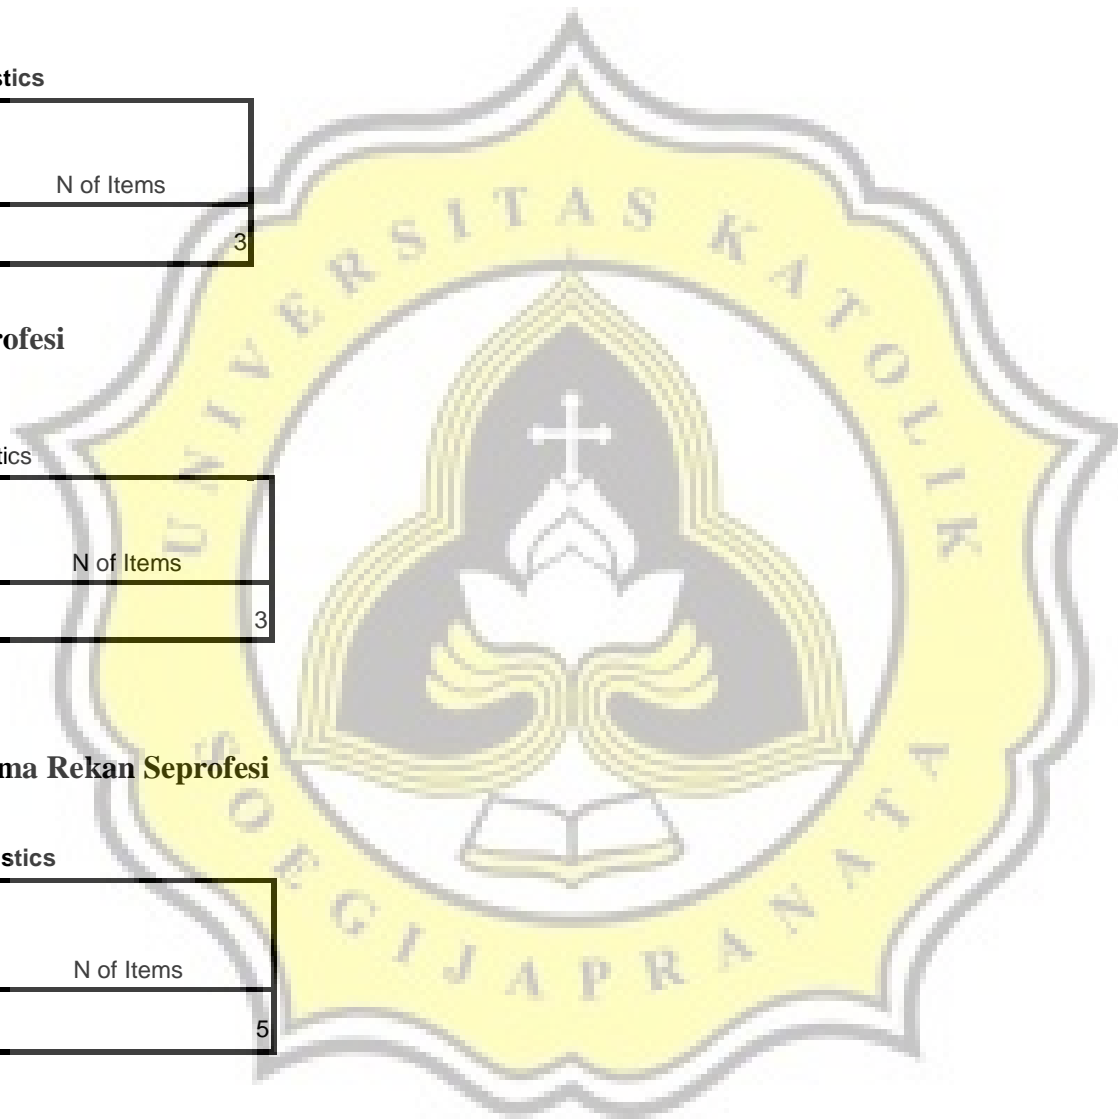 stics
N of Items
3
rofesi
tics
N of Items
3
ma Rekan Seprofesi
stics
N of Items
5
UNIVERSITAS KATOLIK
SOEGIJAPRANATA